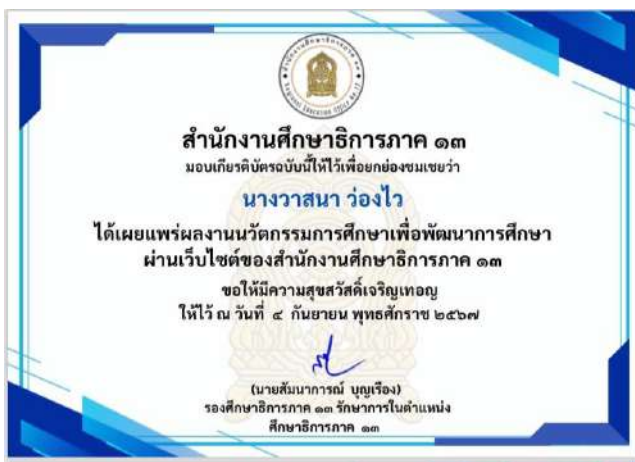 สำนักงานศึกษาธิการภาค ๑๓
มอบเกียรติบัตรฉบับนี้ให้ไว้เพื่อยกย่องชมเชยว่า
นางวาสนา ว่องไว
ได้เผยแพร่ผลงานนวัตกรรมการศึกษาเพื่อพัฒนาการศึกษา
ผ่านเว็บไซต์ของสำนักงานศึกษาธิการภาค ๑๓
ขอให้มีความสุขสวัสดิ์เจริญเทอญ
ให้ไว้ ณ วันที่ ๔ กันยายน พุทธศักราช ๒๕๖๗
(นายสัมนาการณ์ บุญเรือง)
รองศึกษาธิการภาค ๑๓ รักษาการในตำแหน่ง
ศึกษาธิการภาค ๑๓